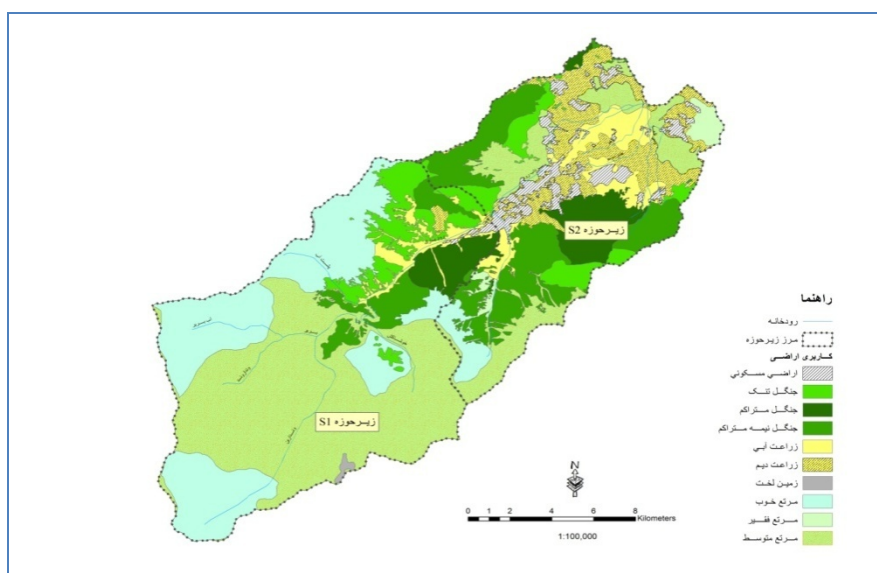 زیرحوزه S2
زیرحوزه S1
راهنما
رودخانه
مرز زیرحوزه
کاربری اراضی
اراضی مسکونی
جنگل تنک
جنگل متراکم
جنگل نیمه متراکم
زراعت آبی
زراعت دیم
زمین لخت
مرتع خوب
مرتع فقیر
مرتع متوسط
N
0 1 2 4 6 8
Kilometers
1:100,000